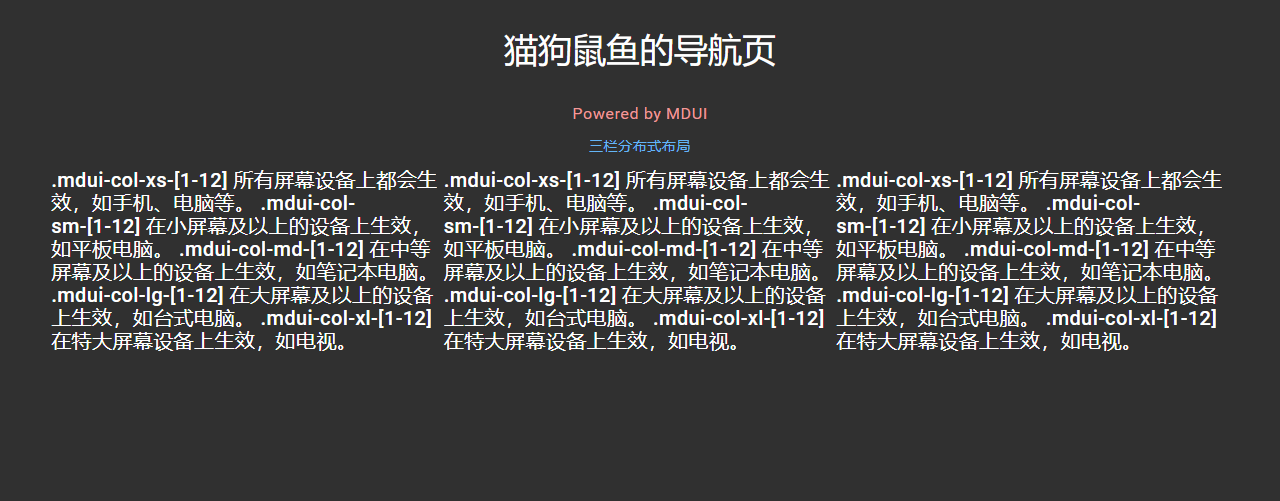 猫狗鼠鱼的导航页
Powered by MDUI
三栏分布式布局
.mdui-col-xs-[1-12] 所有屏幕设备上都会生
效，如手机、电脑等。 .mdui-col-
sm-[1-12] 在小屏幕及以上的设备上生效，
如平板电脑。 .mdui-col-md-[1-12] 在中等
屏幕及以上的设备上生效，如笔记本电脑。
.mdui-col-lg-[1-12] 在大屏幕及以上的设备
上生效，如台式电脑。 .mdui-col-xl-[1-12]
在特大屏幕设备上生效，如电视。
.mdui-col-xs-[1-12] 所有屏幕设备上都会生
效，如手机、电脑等。 .mdui-col-
sm-[1-12] 在小屏幕及以上的设备上生效，
如平板电脑。 .mdui-col-md-[1-12] 在中等
屏幕及以上的设备上生效，如笔记本电脑。
.mdui-col-lg-[1-12] 在大屏幕及以上的设备
上生效，如台式电脑。 .mdui-col-xl-[1-12]
在特大屏幕设备上生效，如电视。
.mdui-col-xs-[1-12] 所有屏幕设备上都会生
效，如手机、电脑等。 .mdui-col-
sm-[1-12] 在小屏幕及以上的设备上生效，
如平板电脑。 .mdui-col-md-[1-12] 在中等
屏幕及以上的设备上生效，如笔记本电脑。
.mdui-col-lg-[1-12] 在大屏幕及以上的设备
上生效，如台式电脑。 .mdui-col-xl-[1-12]
在特大屏幕设备上生效，如电视。